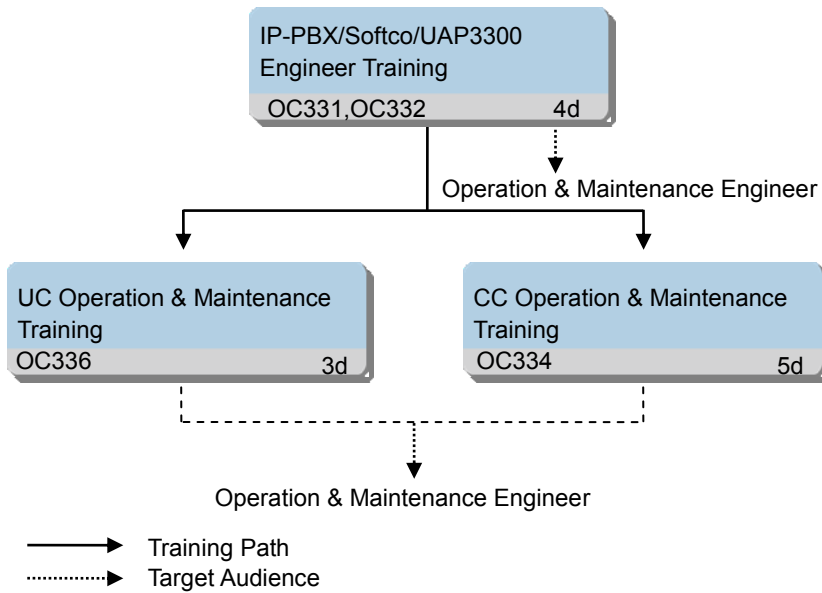 IP-PBX/Softco/UAP3300
Engineer Training
OC331,OC332 4d
Operation & Maintenance Engineer
UC Operation & Maintenance
Training
OC336 3d
CC Operation & Maintenance
Training
OC334 5d
Operation & Maintenance Engineer
Training Path
Target Audience